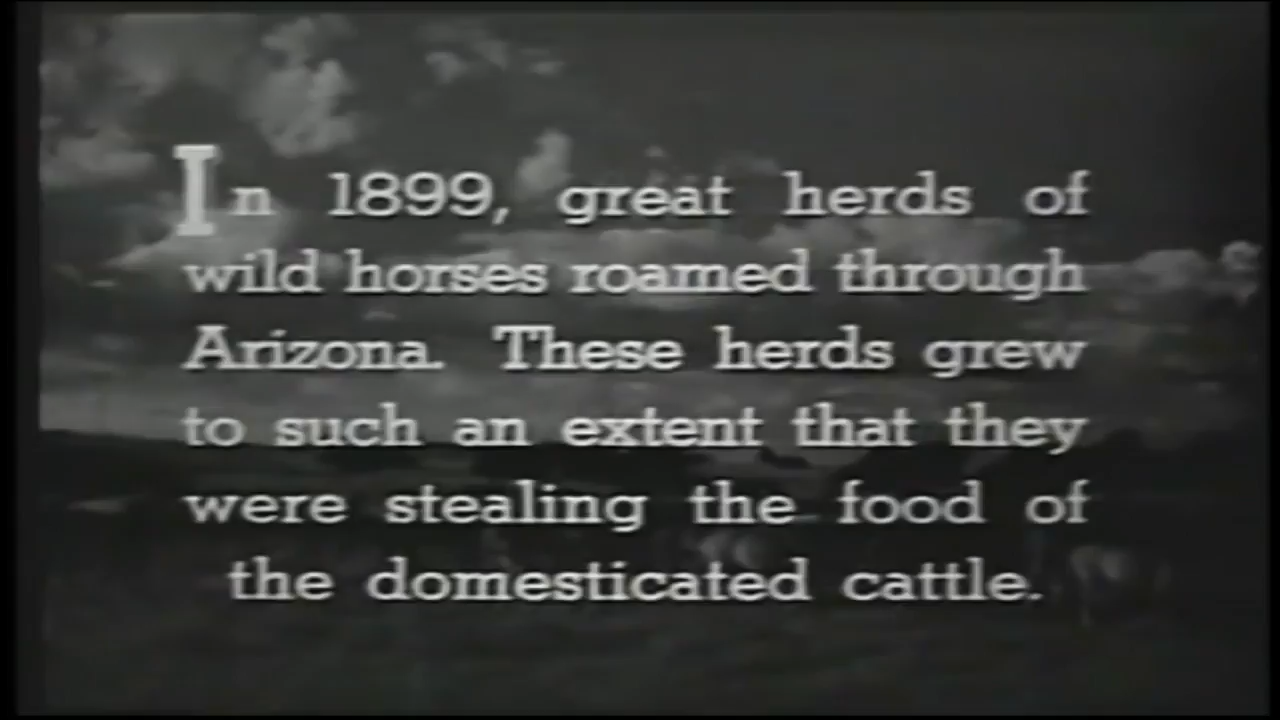 In 1899, great herds of
wild horses roamed through
Arizona. These herds grew
to such an extent that they
were stealing the food of
the domesticated cattle.